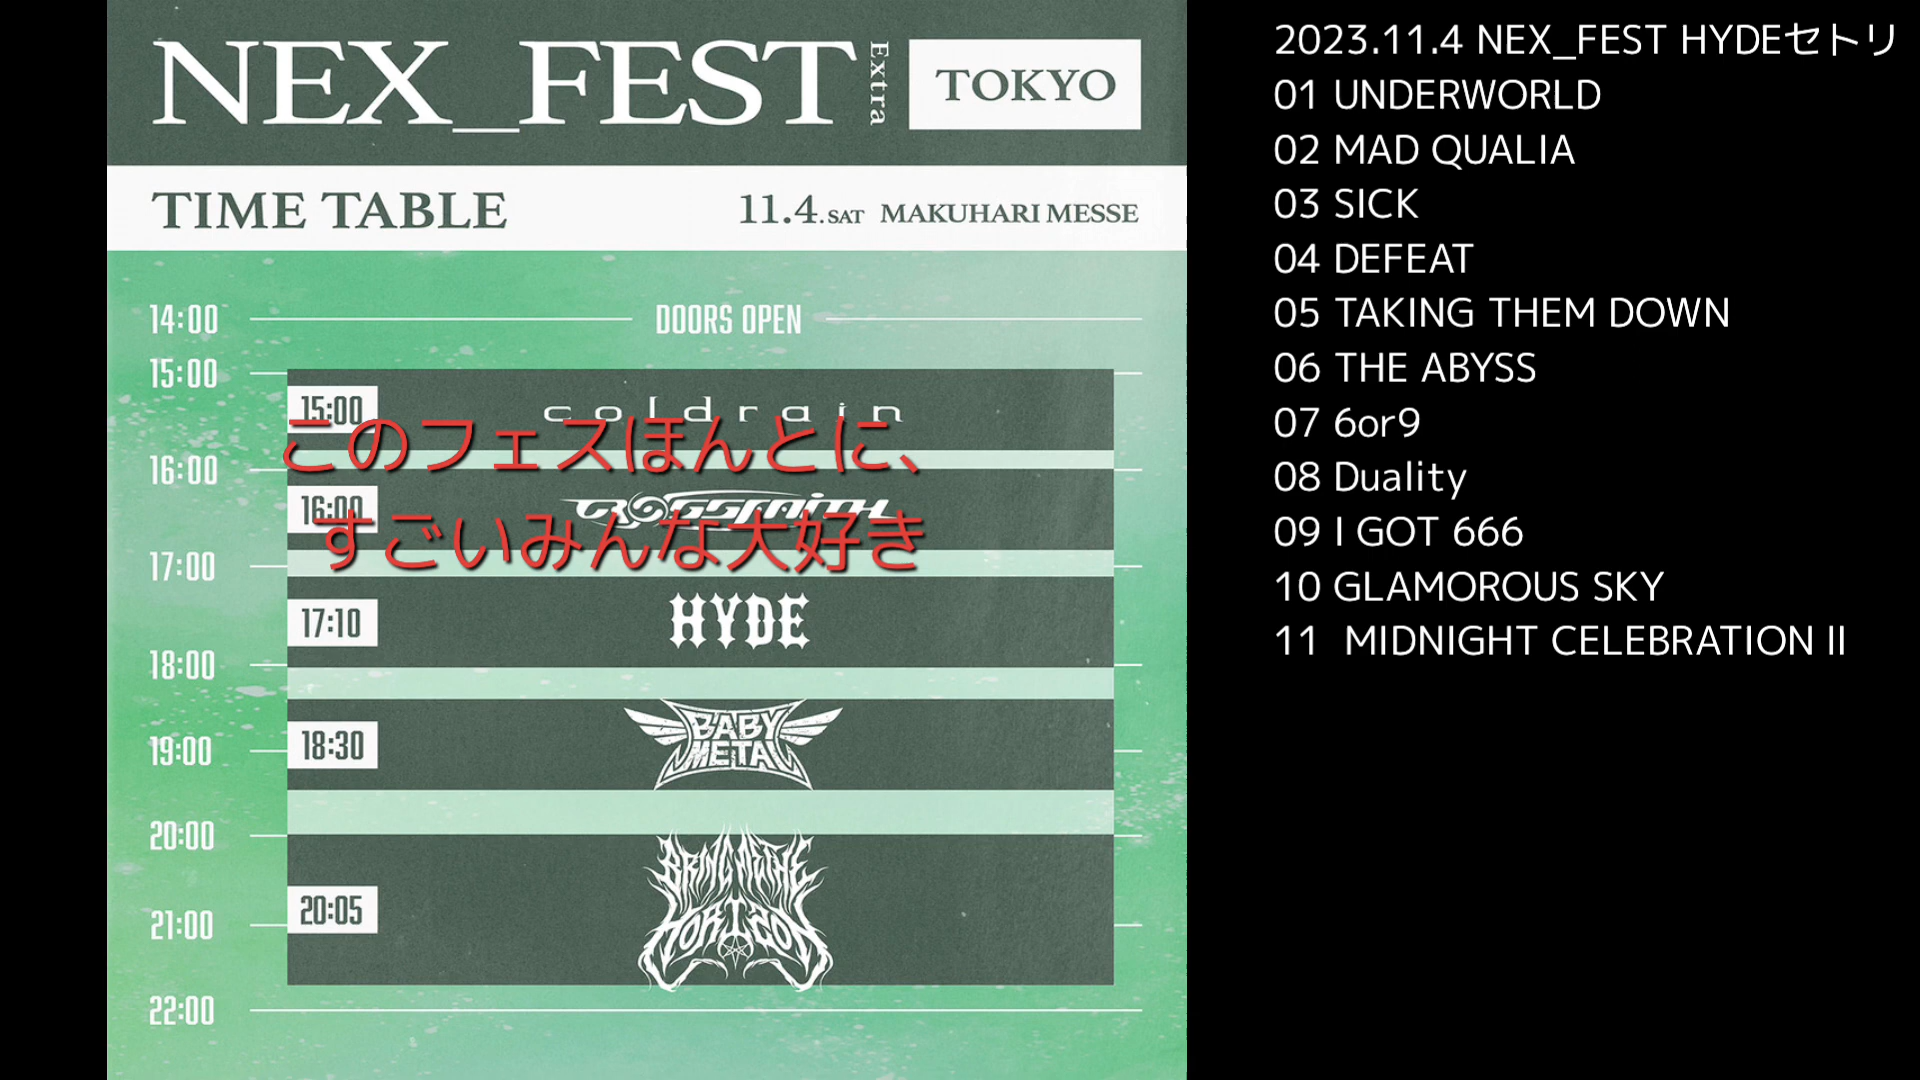 NEX_FEST Extra TOKYO
TIME TABLE 11.4.SAT MAKUHARI MESSE
14:00 DOORS OPEN
15:00
15:00 coldrain
このフェスほんとに、
16:00
16:00 CROSSFAITH
すごいみんな大好き
17:00
17:10 HYDE
18:00
18:30 BABY METAL
19:00
20:00
20:05 BRING ME THE HORIZON
21:00
22:00
2023.11.4 NEX_FEST HYDEセトリ
01 UNDERWORLD
02 MAD QUALIA
03 SICK
04 DEFEAT
05 TAKING THEM DOWN
06 THE ABYSS
07 6or9
08 Duality
09 I GOT 666
10 GLAMOROUS SKY
11 MIDNIGHT CELEBRATION II